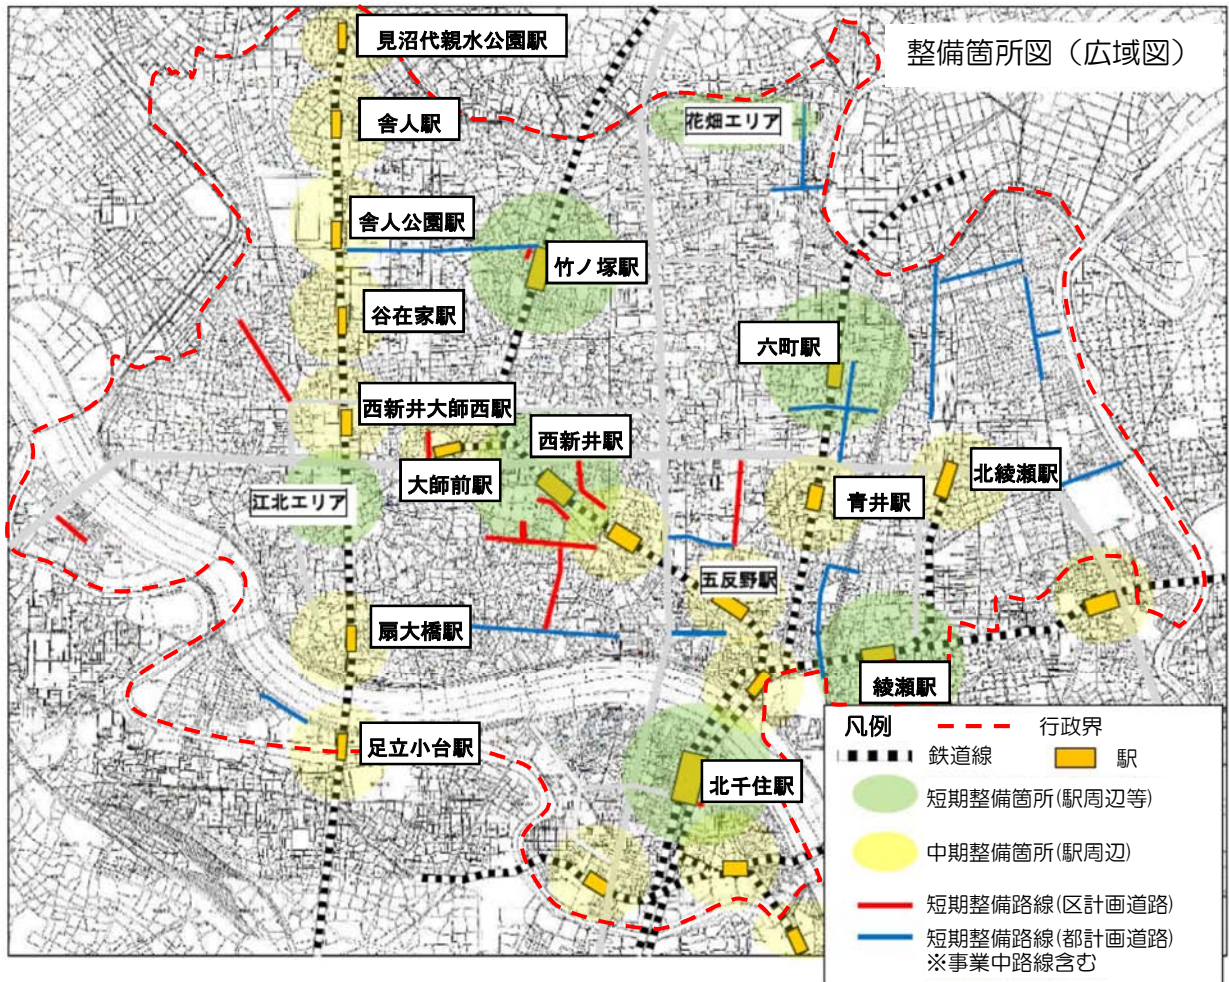 整備箇所図（広域図）
見沼代親水公園駅
舎人駅
花畑エリア
舎人公園駅
竹ノ塚駅
谷在家駅
六町駅
西新井大師西駅
西新井駅
大師前駅
北綾瀬駅
青井駅
江北エリア
五反野駅
扇大橋駅
綾瀬駅
足立小台駅
北千住駅
凡例
行政界
鉄道線
駅
短期整備箇所(駅周辺等)
中期整備箇所(駅周辺)
短期整備路線(区計画道路)
短期整備路線(都計画道路)
※事業中路線含む